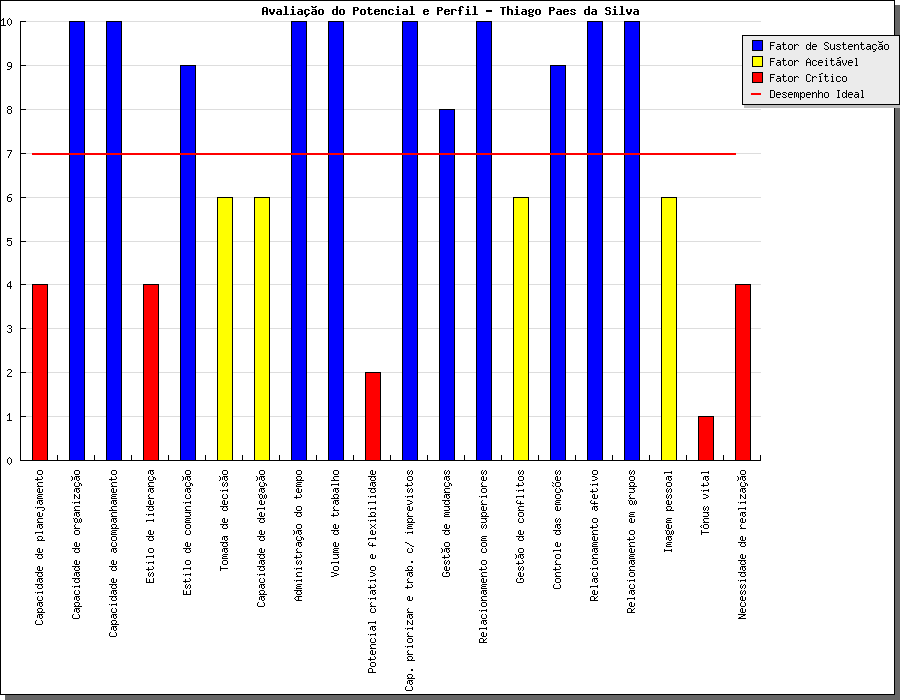 Avaliação do Potencial e Perfil - Thiago Paes da Silva
Fator de Sustentação
Fator Aceitável
Fator Crítico
Desempenho Ideal
10
9
8
7
6
5
4
3
2
1
0
Capacidade de planejamento
Capacidade de organização
Capacidade de acompanhamento
Estilo de liderança
Estilo de comunicação
Tomada de decisão
Capacidade de delegação
Administração do tempo
Volume de trabalho
Potencial criativo e flexibilidade
Cap. priorizar e trab. c/ imprevistos
Gestão de mudanças
Relacionamento com superiores
Gestão de conflitos
Controle das emoções
Relacionamento afetivo
Relacionamento em grupos
Imagem pessoal
Tônus vital
Necessidade de realização